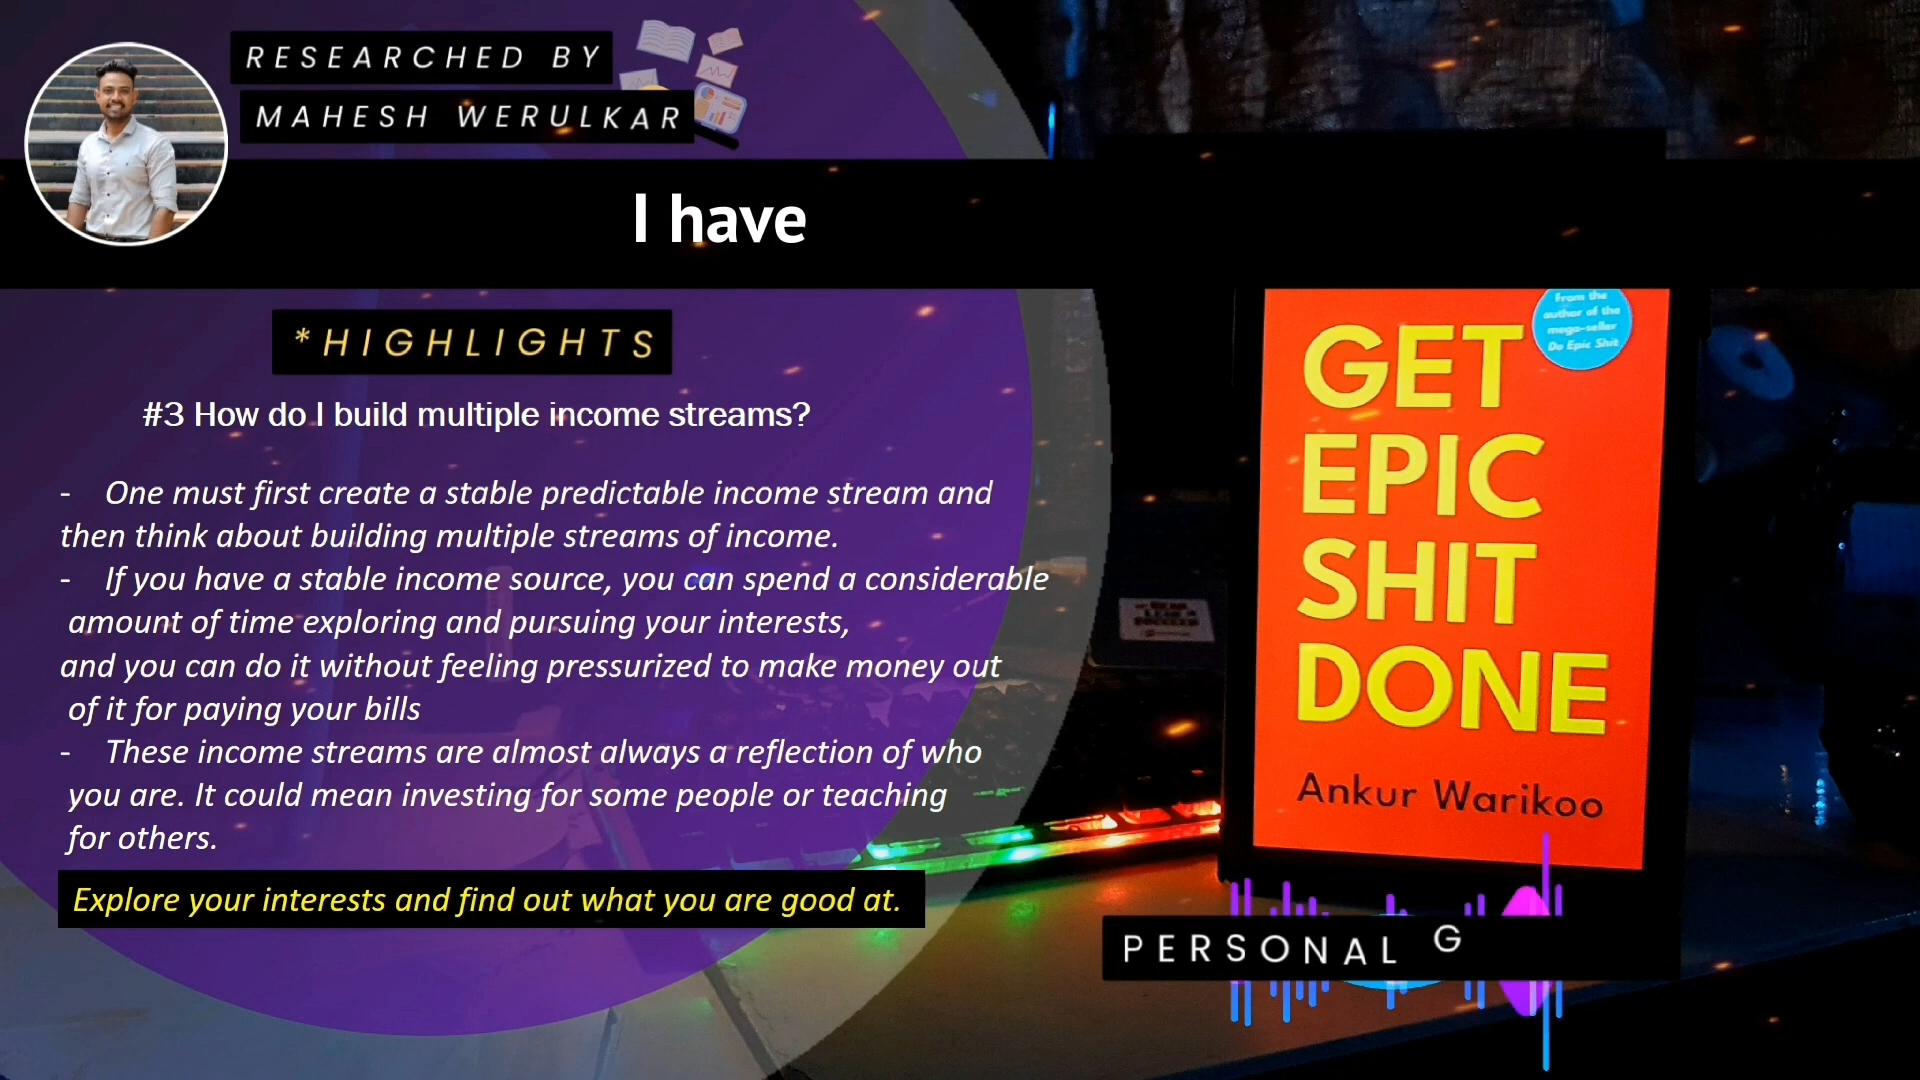 RESEARCHED BY
MAHESH WERULKAR
I have
*HIGHLIGHTS
#3 How do I build multiple income streams?
- One must first create a stable predictable income stream and
then think about building multiple streams of income.
- If you have a stable income source, you can spend a considerable
amount of time exploring and pursuing your interests,
and you can do it without feeling pressurized to make money out
of it for paying your bills
- These income streams are almost always a reflection of who
you are. It could mean investing for some people or teaching
for others.
Explore your interests and find out what you are good at.
From the
author of the
mega-seller
Do Epic Shit
GET
EPIC
SHIT
DONE
Ankur Warikoo
PERSONAL G